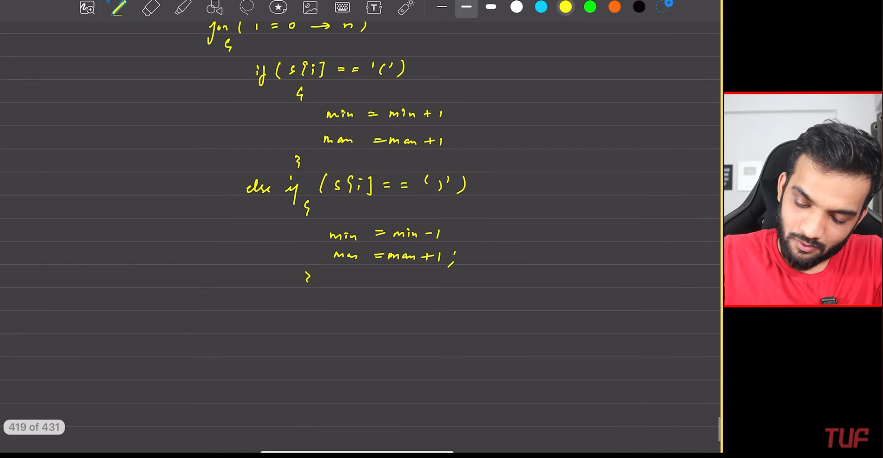 for ( i = 0 → n)
{
if ( s[i] == '(')
{
min = min + 1
max = max + 1
}
else if ( s[i] == ')' )
{
min = min - 1
max = max + 1 ;
}
419 of 431
TUF